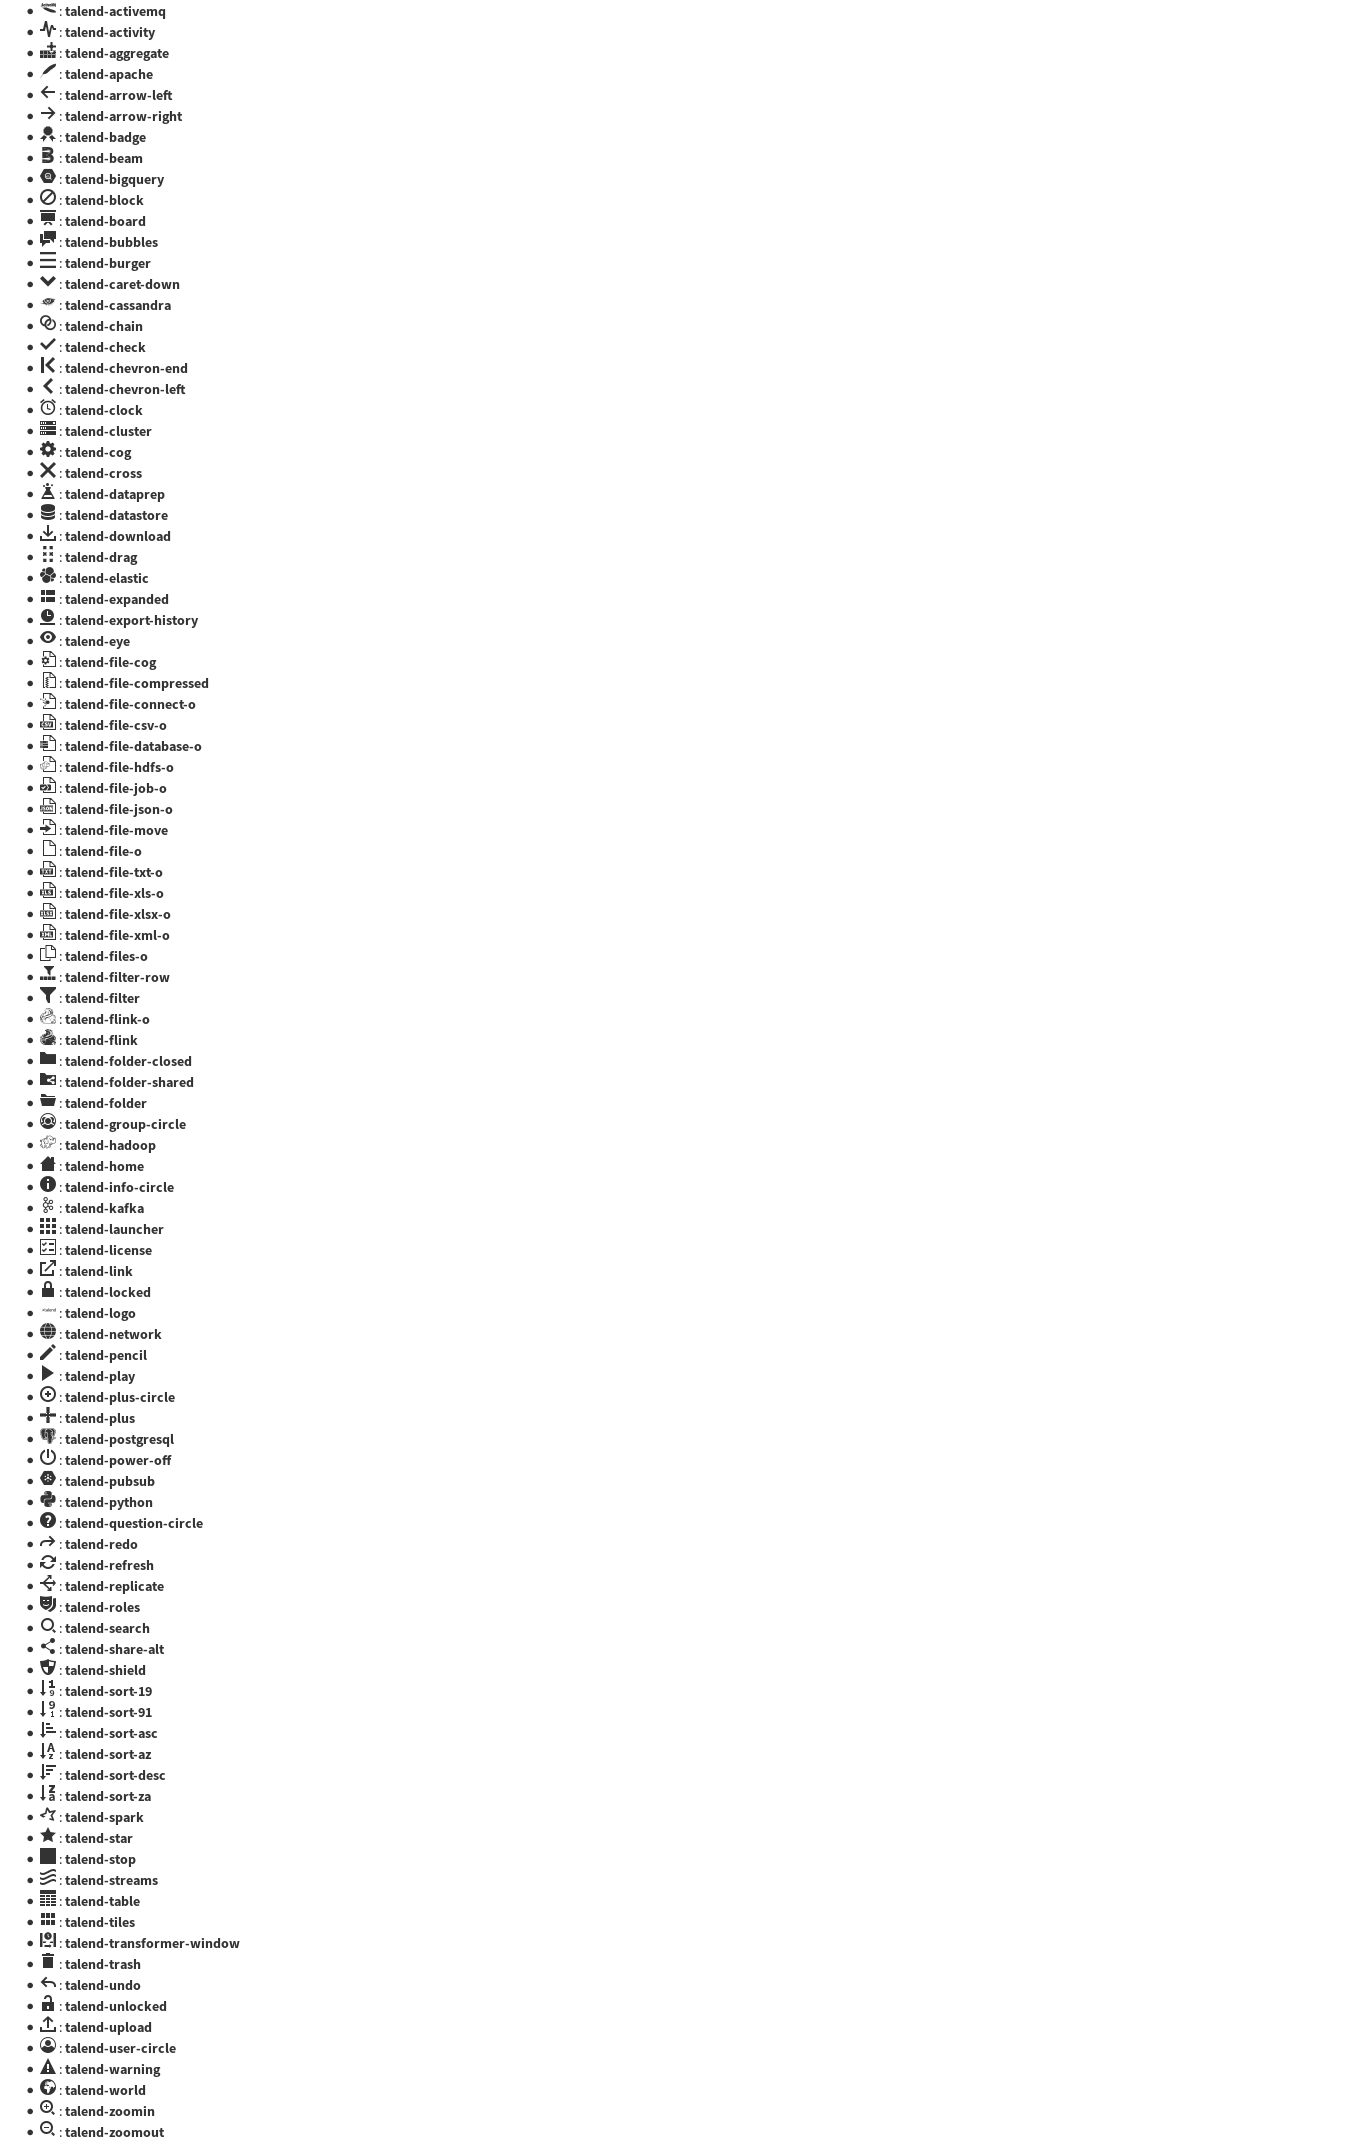 : talend-activemq
: talend-activity
: talend-aggregate
: talend-apache
: talend-arrow-left
: talend-arrow-right
: talend-badge
: talend-beam
: talend-bigquery
: talend-block
: talend-board
: talend-bubbles
: talend-burger
: talend-caret-down
: talend-cassandra
: talend-chain
: talend-check
: talend-chevron-end
: talend-chevron-left
: talend-clock
: talend-cluster
: talend-cog
: talend-cross
: talend-dataprep
: talend-datastore
: talend-download
: talend-drag
: talend-elastic
: talend-expanded
: talend-export-history
: talend-eye
: talend-file-cog
: talend-file-compressed
: talend-file-connect-o
: talend-file-csv-o
: talend-file-database-o
: talend-file-hdfs-o
: talend-file-job-o
: talend-file-json-o
: talend-file-move
: talend-file-o
: talend-file-txt-o
: talend-file-xls-o
: talend-file-xlsx-o
: talend-file-xml-o
: talend-files-o
: talend-filter-row
: talend-filter
: talend-flink-o
: talend-flink
: talend-folder-closed
: talend-folder-shared
: talend-folder
: talend-group-circle
: talend-hadoop
: talend-home
: talend-info-circle
: talend-kafka
: talend-launcher
: talend-license
: talend-link
: talend-locked
: talend-logo
: talend-network
: talend-pencil
: talend-play
: talend-plus-circle
: talend-plus
: talend-postgresql
: talend-power-off
: talend-pubsub
: talend-python
: talend-question-circle
: talend-redo
: talend-refresh
: talend-replicate
: talend-roles
: talend-search
: talend-share-alt
: talend-shield
: talend-sort-19
: talend-sort-91
: talend-sort-asc
: talend-sort-az
: talend-sort-desc
: talend-sort-za
: talend-spark
: talend-star
: talend-stop
: talend-streams
: talend-table
: talend-tiles
: talend-transformer-window
: talend-trash
: talend-undo
: talend-unlocked
: talend-upload
: talend-user-circle
: talend-warning
: talend-world
: talend-zoomin
: talend-zoomout